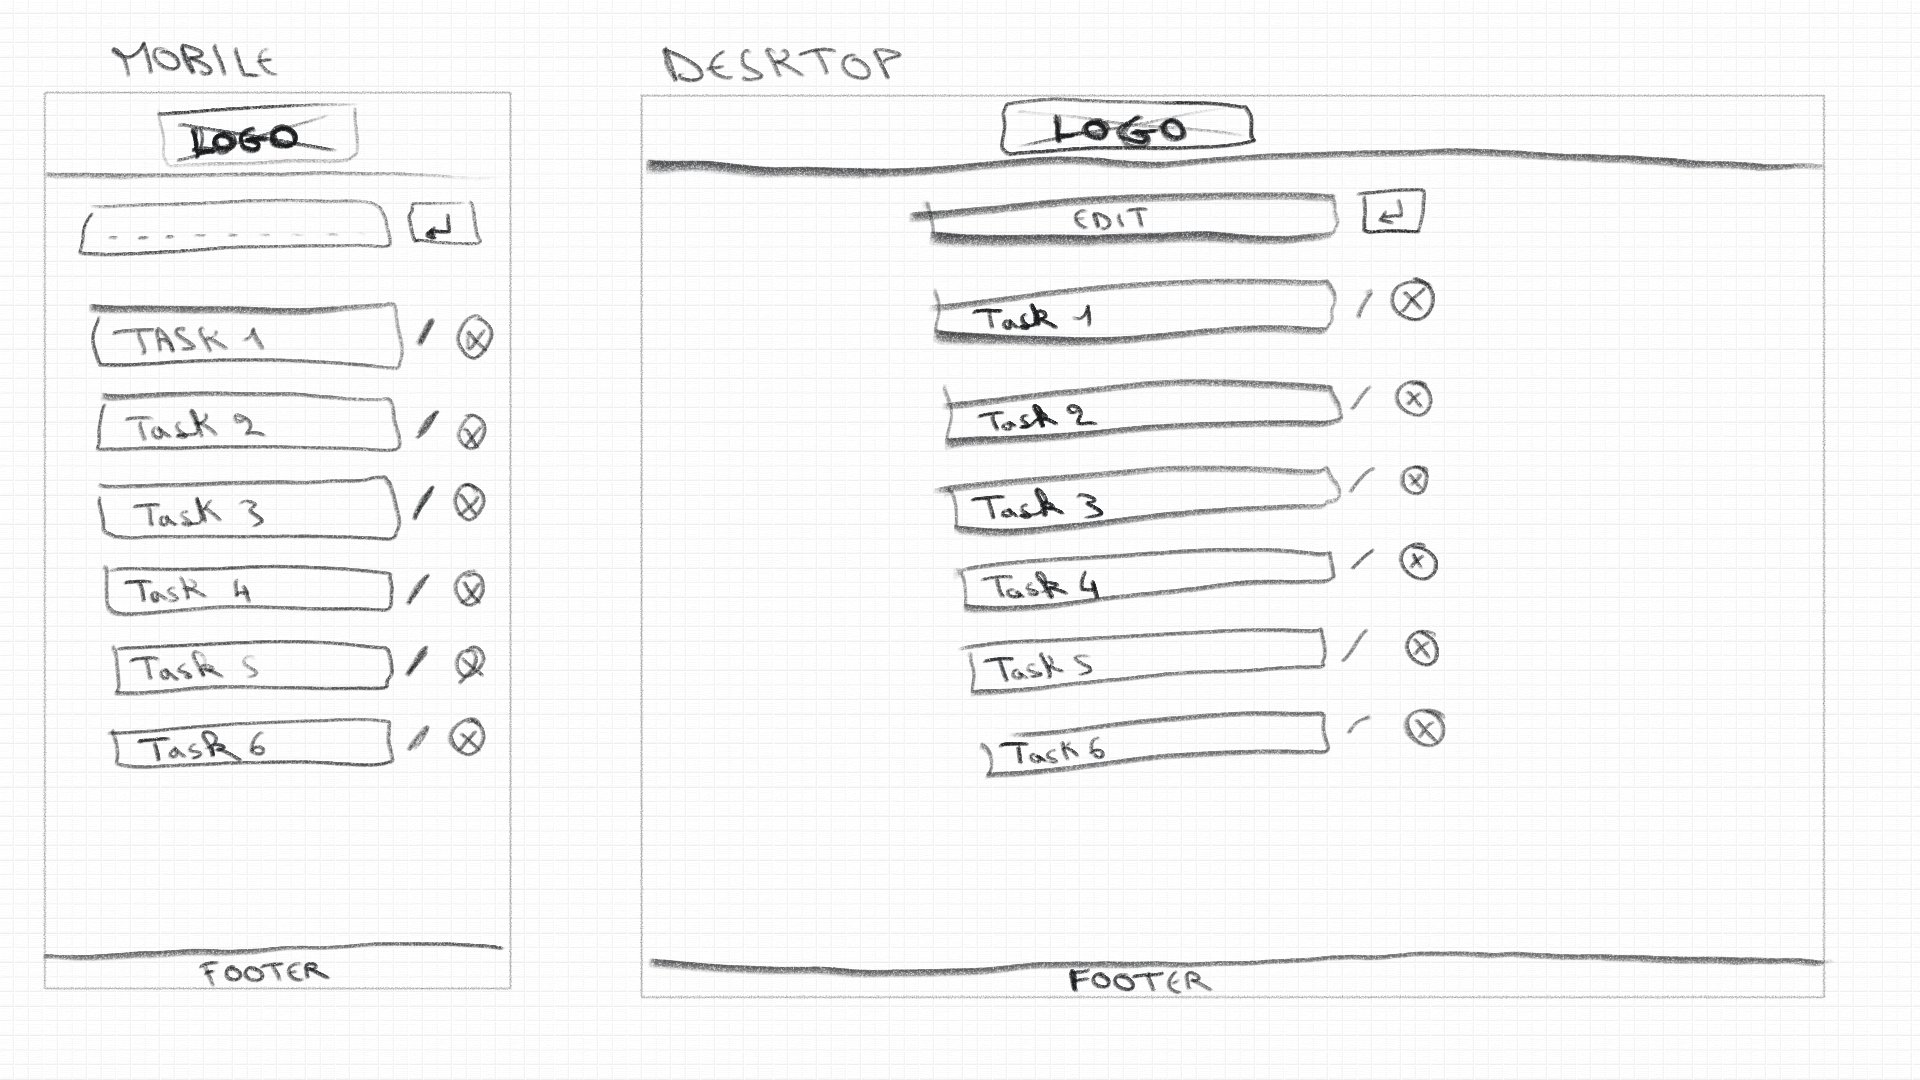 MOBILE
LOGO
TASK 1
Task 2
Task 3
Task 4
Task 5
Task 6
FOOTER
DESKTOP
LOGO
EDIT
Task 1
Task 2
Task 3
Task 4
Task 5
Task 6
FOOTER